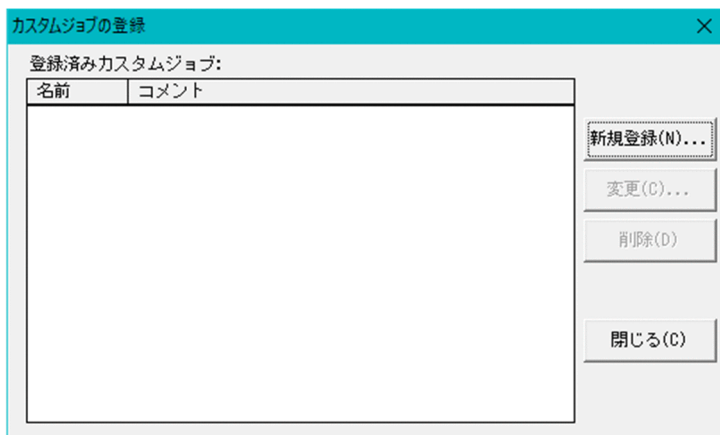 カスタムジョブの登録
登録済みカスタムジョブ:
名前 コメント
新規登録(N)...
変更(C)...
削除(D)
閉じる(C)